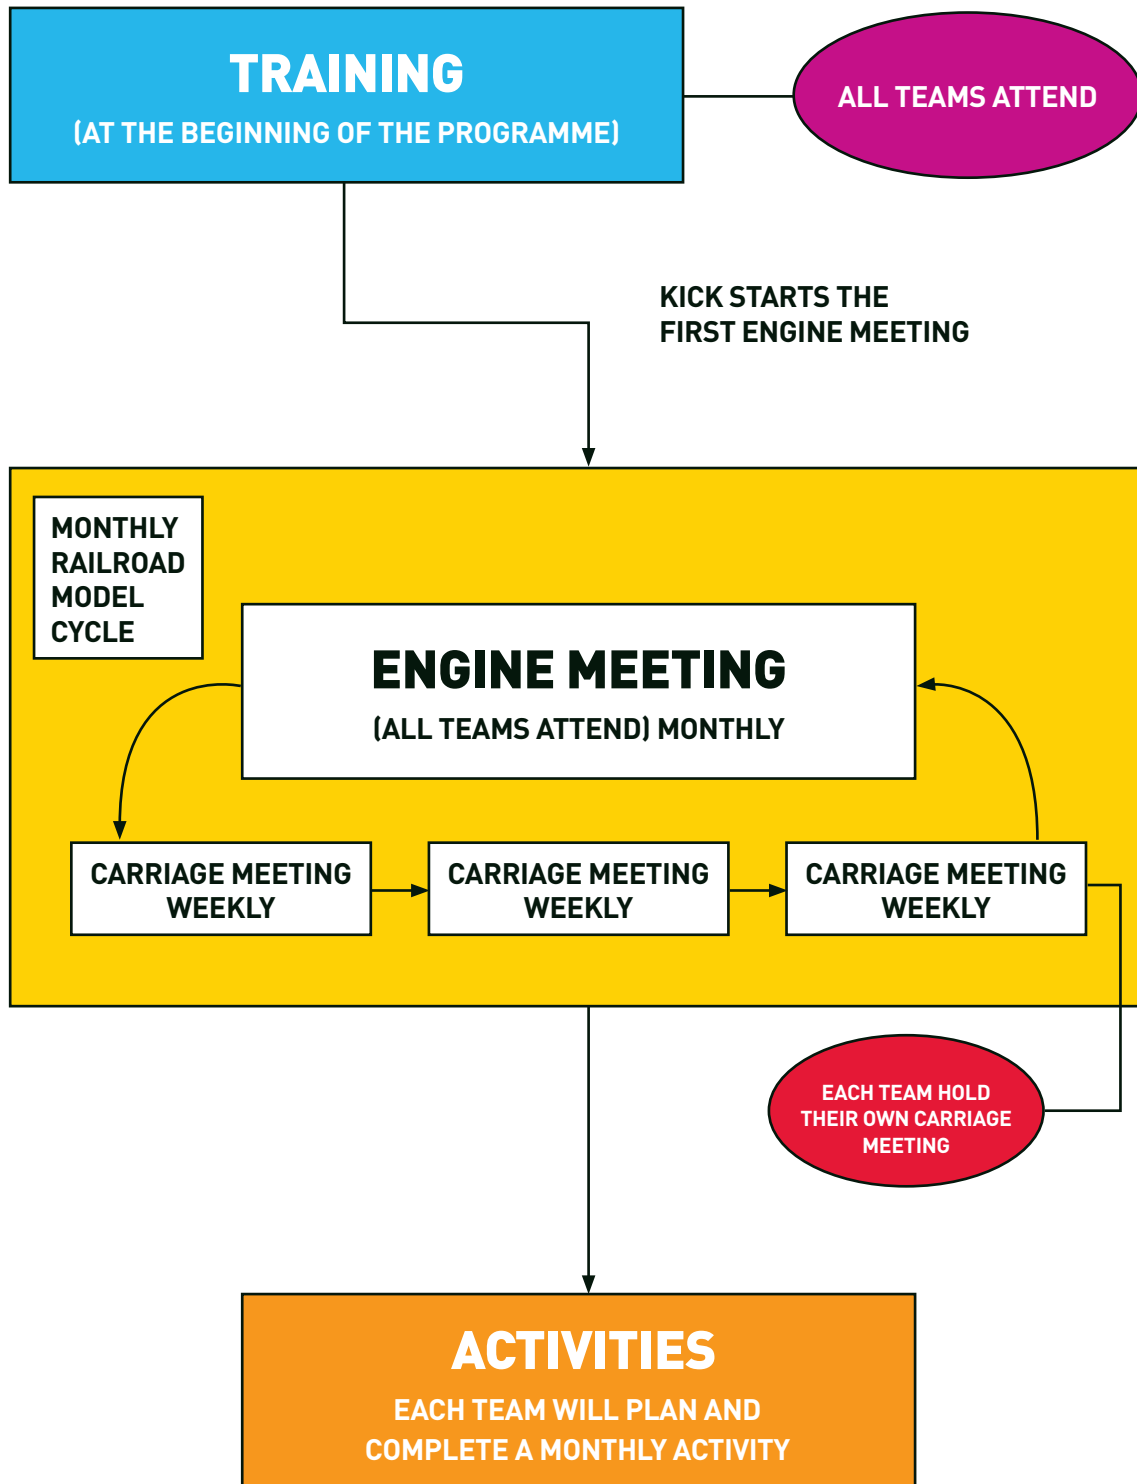 TRAINING
(AT THE BEGINNING OF THE PROGRAMME)
ALL TEAMS ATTEND
KICK STARTS THE
FIRST ENGINE MEETING
MONTHLY
RAILROAD
MODEL
CYCLE
ENGINE MEETING
(ALL TEAMS ATTEND) MONTHLY
CARRIAGE MEETING
WEEKLY
CARRIAGE MEETING
WEEKLY
CARRIAGE MEETING
WEEKLY
EACH TEAM HOLD
THEIR OWN CARRIAGE
MEETING
ACTIVITIES
EACH TEAM WILL PLAN AND
COMPLETE A MONTHLY ACTIVITY